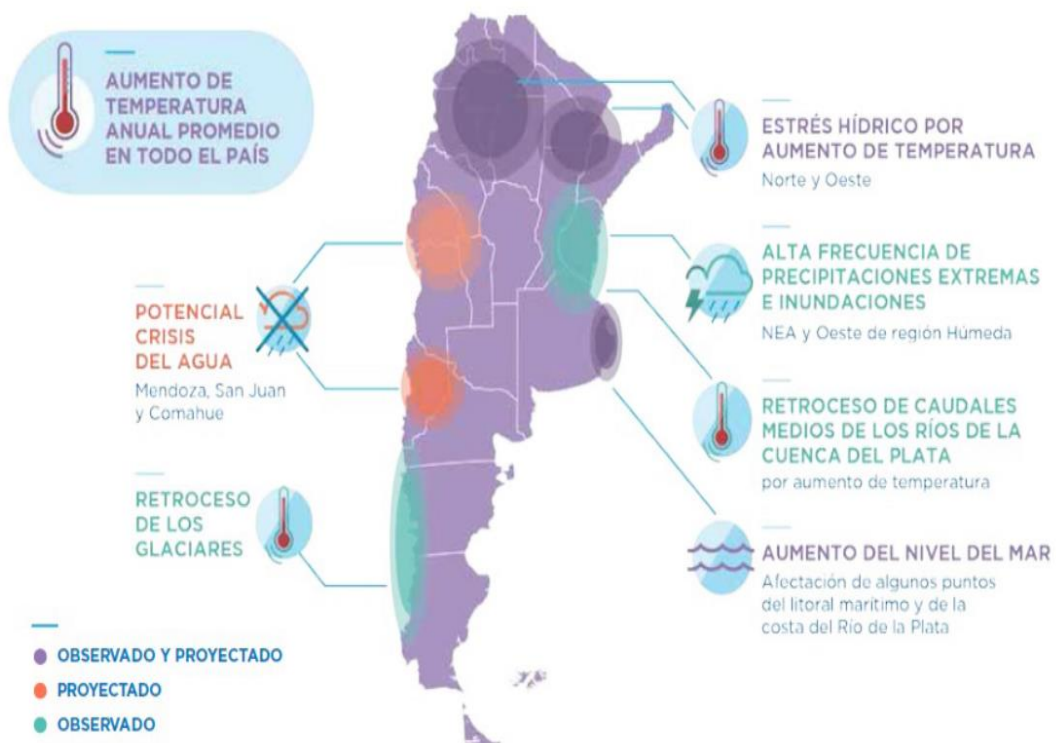 AUMENTO DE
TEMPERATURA
ANUAL PROMEDIO
EN TODO EL PAÍS
ESTRÉS HÍDRICO POR
AUMENTO DE TEMPERATURA
Norte y Oeste
ALTA FRECUENCIA DE
PRECIPITACIONES EXTREMAS
E INUNDACIONES
NEA y Oeste de región Húmeda
POTENCIAL
CRISIS
DEL AGUA
Mendoza, San Juan
y Comahue
RETROCESO DE CAUDALES
MEDIOS DE LOS RÍOS DE LA
CUENCA DEL PLATA
por aumento de temperatura
RETROCESO
DE LOS
GLACIARES
AUMENTO DEL NIVEL DEL MAR
Afectación de algunos puntos
del litoral marítimo y de la
costa del Río de la Plata
OBSERVADO Y PROYECTADO
PROYECTADO
OBSERVADO